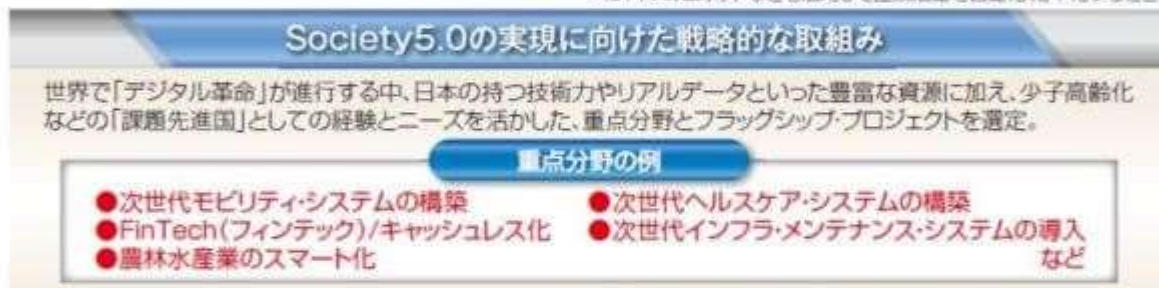 Society5.0の実現に向けた戦略的な取組み
世界で「デジタル革命」が進行する中、日本の持つ技術力やリアルデータといった豊富な資源に加え、少子高齢化
などの「課題先進国」としての経験とニーズを活かした、重点分野とフラッグシップ・プロジェクトを選定。
重点分野の例
●次世代モビリティ・システムの構築
●FinTech(フィンテック)/キャッシュレス化
●農林水産業のスマート化
●次世代ヘルスケア・システムの構築
●次世代インフラ・メンテナンス・システムの導入
など